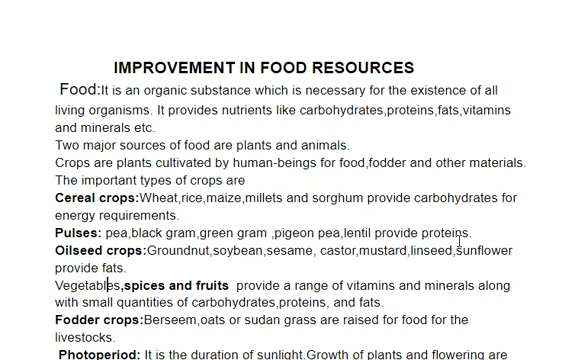 IMPROVEMENT IN FOOD RESOURCES
Food:It is an organic substance which is necessary for the existence of all
living organisms. It provides nutrients like carbohydrates,proteins,fats,vitamins
and minerals etc.
Two major sources of food are plants and animals.
Crops are plants cultivated by human-beings for food,fodder and other materials.
The important types of crops are
Cereal crops:Wheat,rice,maize,millets and sorghum provide carbohydrates for
energy requirements.
Pulses: pea,black gram,green gram ,pigeon pea,lentil provide proteins.
Oilseed crops:Groundnut,soybean,sesame, castor,mustard,linseed,sunflower
provide fats.
Vegetables,spices and fruits  provide a range of vitamins and minerals along
with small quantities of carbohydrates,proteins, and fats.
Fodder crops:Berseem,oats or sudan grass are raised for food for the
livestocks.
Photoperiod: It is the duration of sunlight.Growth of plants and flowering are